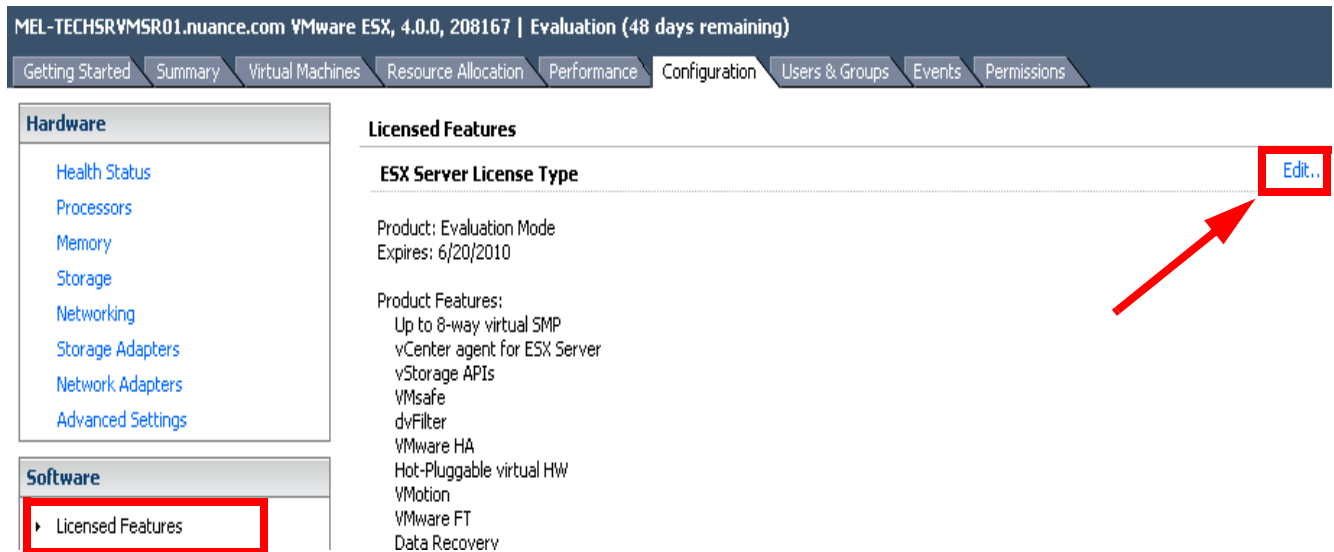 MEL-TECHSRVMSR01.nuance.com VMware ESX, 4.0.0, 208167 | Evaluation (48 days remaining)
Getting Started Summary Virtual Machines Resource Allocation Performance Configuration Users & Groups Events Permissions
Hardware
Health Status
Processors
Memory
Storage
Networking
Storage Adapters
Network Adapters
Advanced Settings
Software
Licensed Features
Licensed Features
ESX Server License Type
Edit..
Product: Evaluation Mode
Expires: 6/20/2010
Product Features:
Up to 8-way virtual SMP
vCenter agent for ESX Server
vStorage APIs
VMsafe
dvFilter
VMware HA
Hot-Pluggable virtual HW
VMotion
VMware FT
Data Recovery